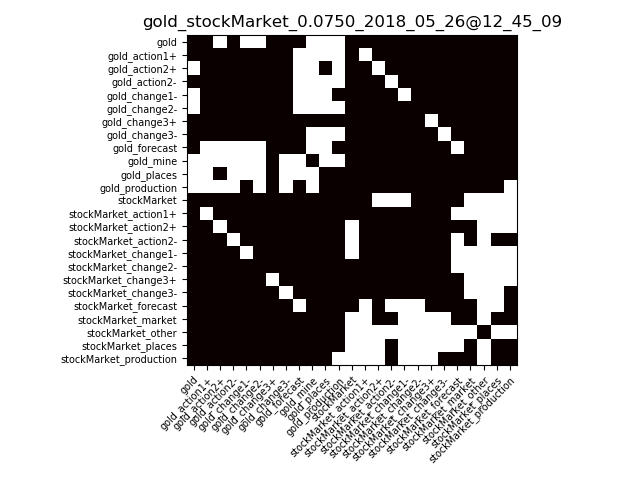 gold_stockMarket_0.0750_2018_05_26@12_45_09
gold
gold_action1+
gold_action2+
gold_action2-
gold_change1-
gold_change2-
gold_change3+
gold_change3-
gold_forecast
gold_mine
gold_places
gold_production
stockMarket
stockMarket_action1+
stockMarket_action2+
stockMarket_action2-
stockMarket_change1-
stockMarket_change2-
stockMarket_change3+
stockMarket_change3-
stockMarket_forecast
stockMarket_market
stockMarket_other
stockMarket_places
stockMarket_production
gold
gold_action1+
gold_action2+
gold_action2-
gold_change1-
gold_change2-
gold_change3+
gold_change3-
gold_forecast
gold_mine
gold_places
gold_production
stockMarket
stockMarket_action1+
stockMarket_action2+
stockMarket_action2-
stockMarket_change1-
stockMarket_change2-
stockMarket_change3+
stockMarket_change3-
stockMarket_forecast
stockMarket_market
stockMarket_other
stockMarket_places
stockMarket_production